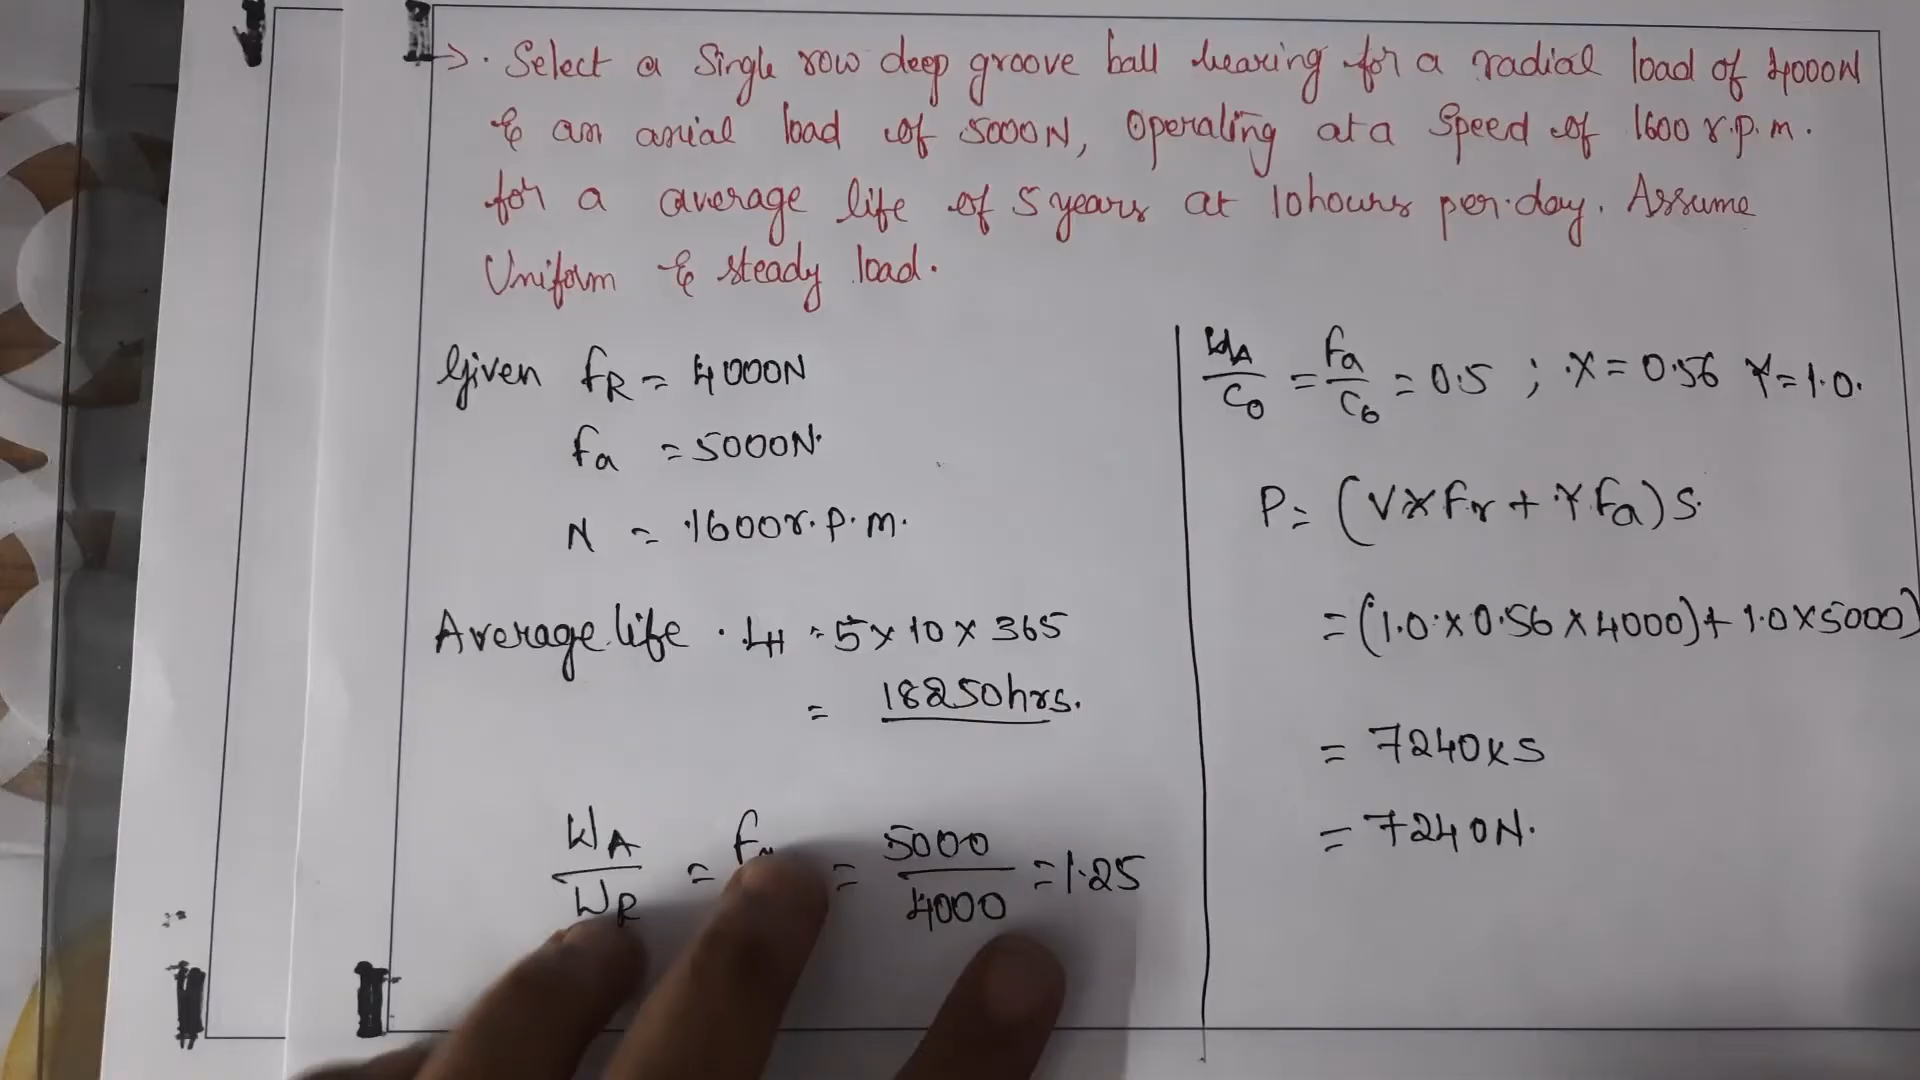 →. Select a Single row deep groove ball bearing for a radial load of 4000N
& an axial load of 5000N, Operating at a Speed of 1600 r.p.m.
for a average life of 5 years at 10 hours per day. Assume
Uniform & steady load.
Given fR = 4000N
fa = 5000N.
N = 1600 r.p.m.
Average life. LH = 5 x 10 x 365
= 18250 hrs.
WA/WR = = 5000/4000 = 1.25
WA/C0 = Fa/C0 = 0.5 ; X = 0.56 Y = 1.0.
P = (VXFr + YFa) S.
= (1.0 x 0.56 x 4000) + 1.0 x 5000)
= 7240 x S
= 7240 N.